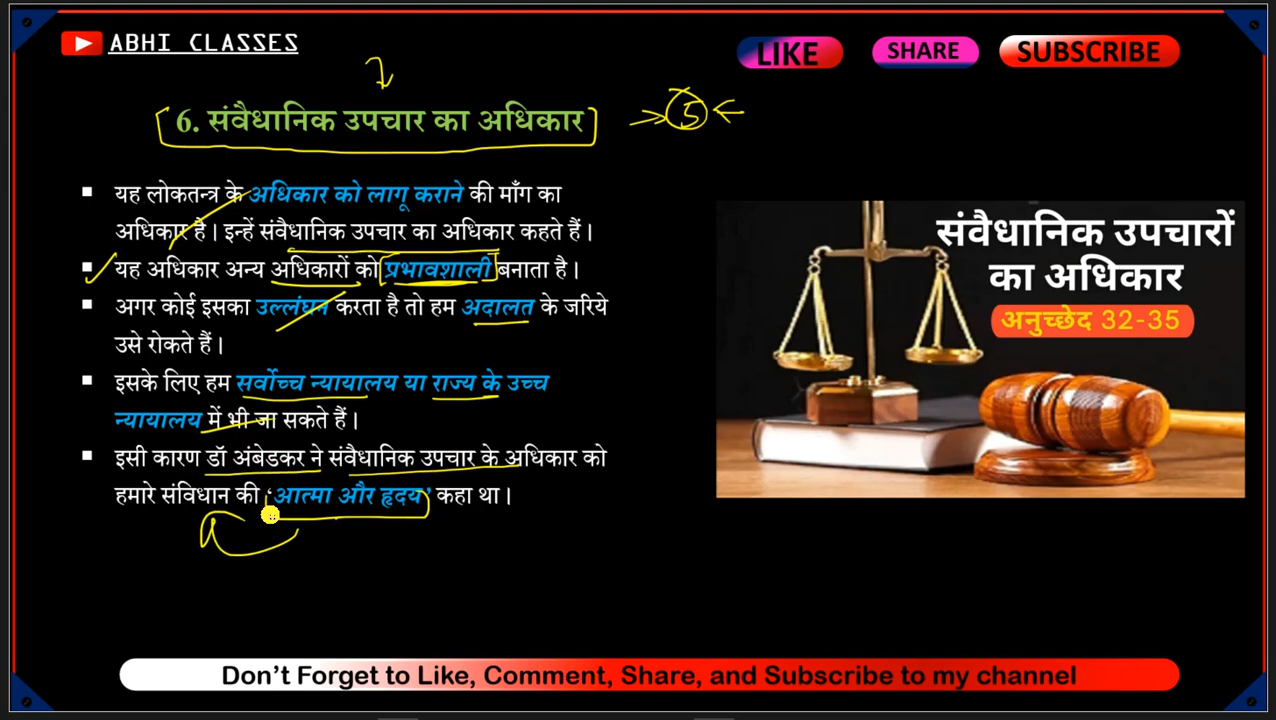 ABHI CLASSES
LIKE
SHARE
SUBSCRIBE
7
6. संवैधानिक उपचार का अधिकार
5
यह लोकतन्त्र के अधिकार को लागू कराने की माँग का
अधिकार है। इन्हें संवैधानिक उपचार का अधिकार कहते हैं।
यह अधिकार अन्य अधिकारों को प्रभावशाली बनाता है।
अगर कोई इसका उल्लंघन करता है तो हम अदालत के जरिये
उसे रोकते हैं।
इसके लिए हम सर्वोच्च न्यायालय या राज्य के उच्च
न्यायालय में भी जा सकते हैं।
इसी कारण डॉ अंबेडकर ने संवैधानिक उपचार के अधिकार को
हमारे संविधान की ‘आत्मा और हृदय’ कहा था।
संवैधानिक उपचारों
का अधिकार
अनुच्छेद 32-35
Don’t Forget to Like, Comment, Share, and Subscribe to my channel